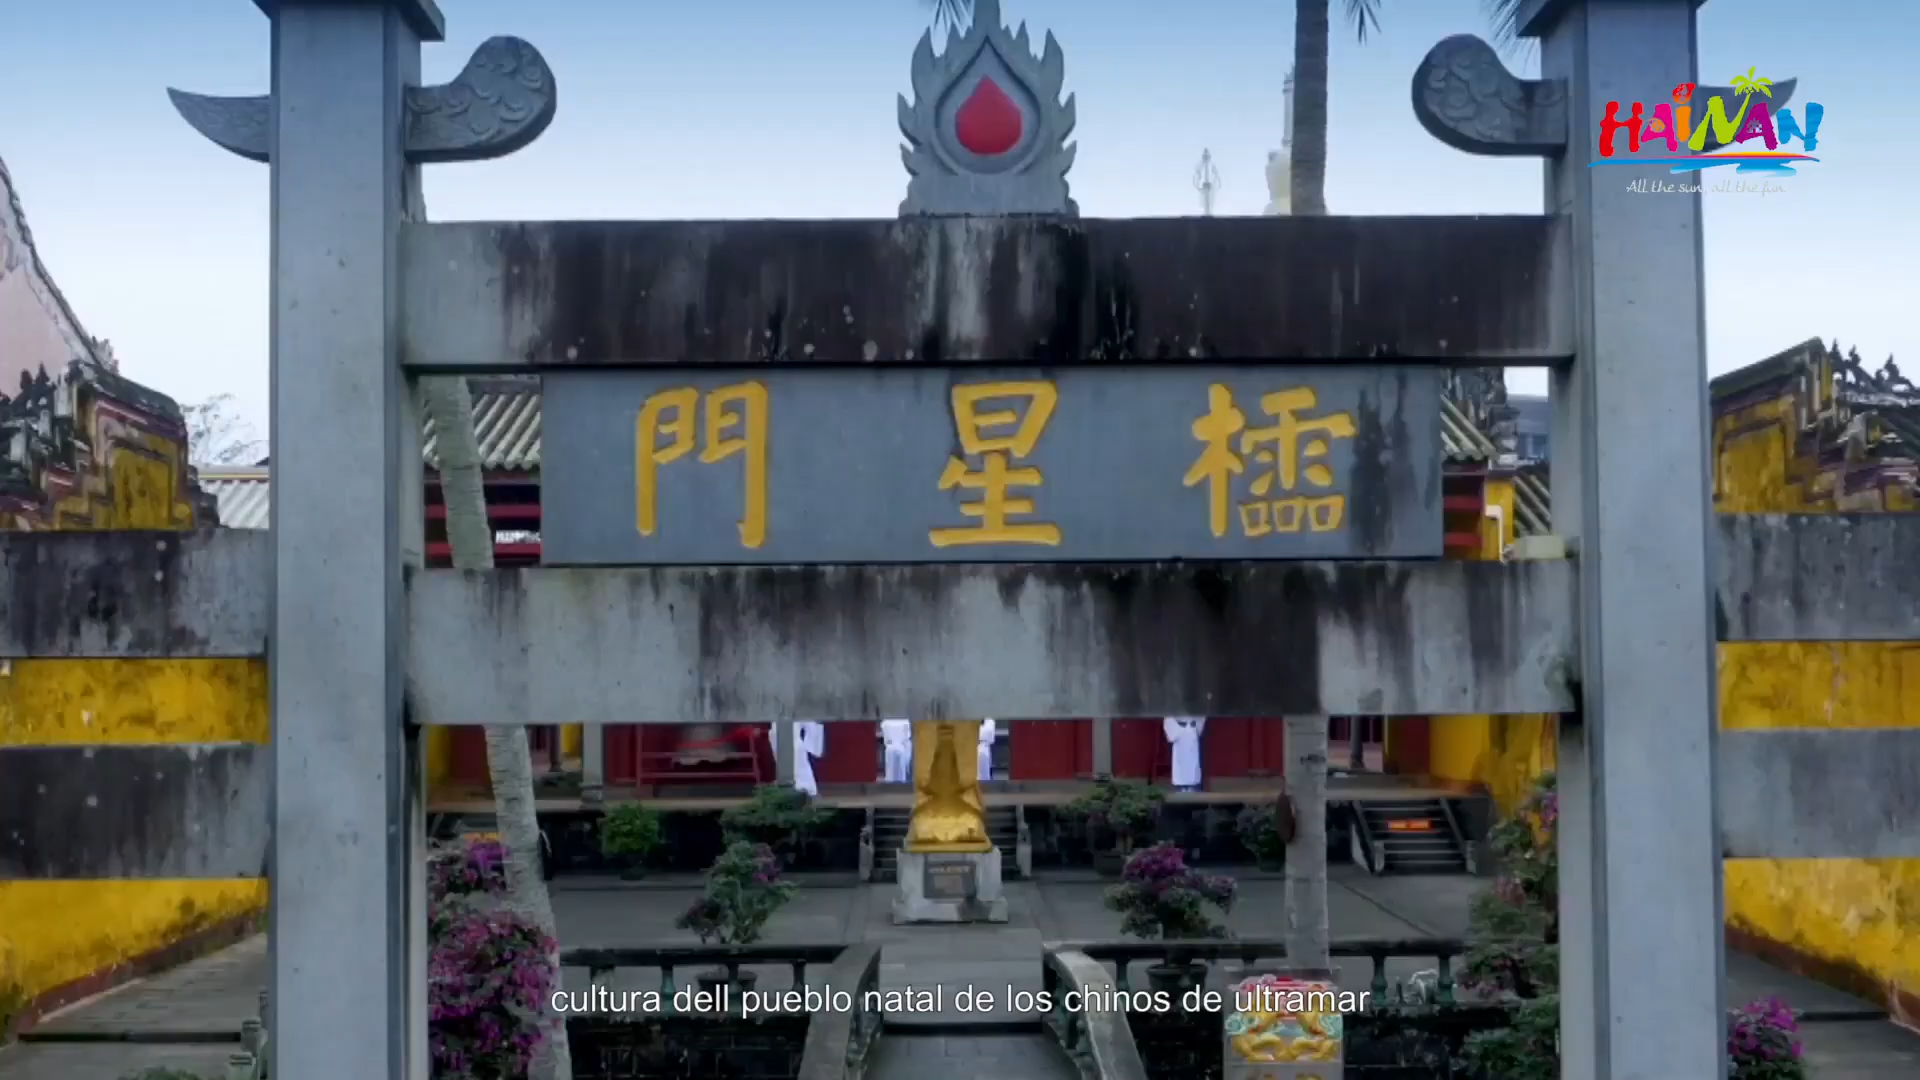 HAINAN
All the sun, all the fun
櫺星門
cultura dell pueblo natal de los chinos de ultramar